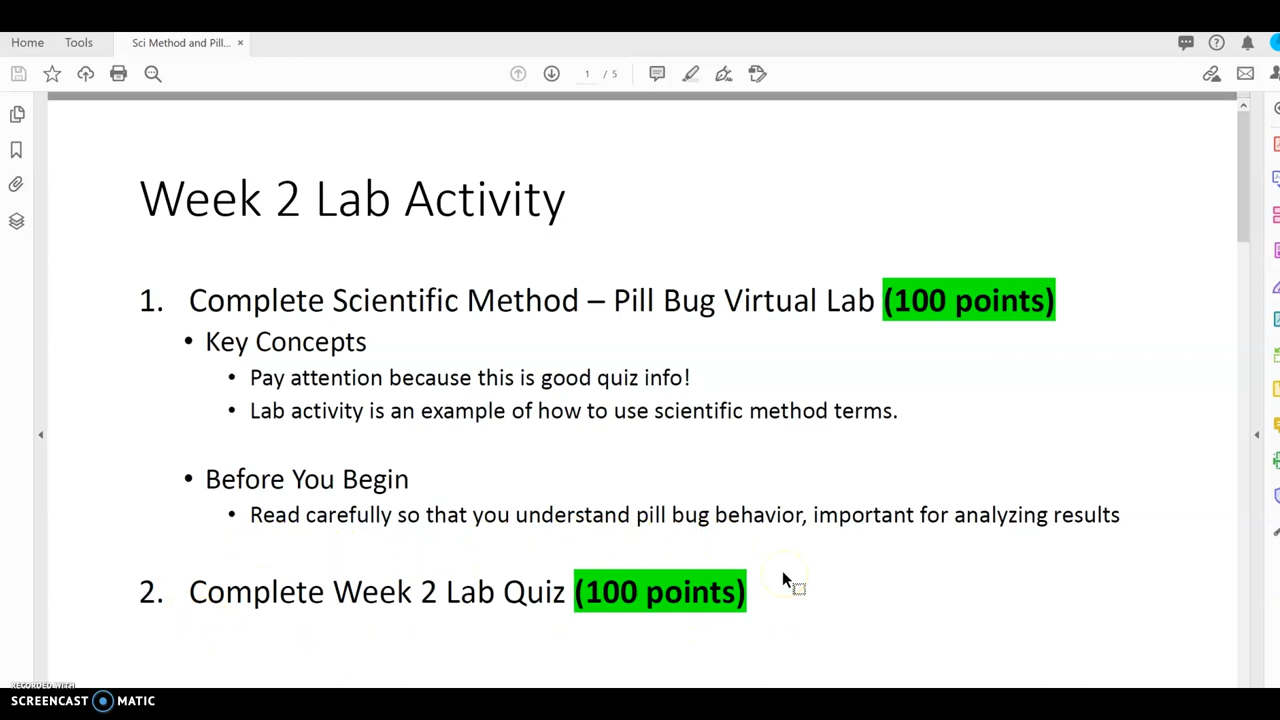 Home Tools Sci Method and Pill... ×
1 / 5
Week 2 Lab Activity
1. Complete Scientific Method – Pill Bug Virtual Lab (100 points)
• Key Concepts
• Pay attention because this is good quiz info!
• Lab activity is an example of how to use scientific method terms.
• Before You Begin
• Read carefully so that you understand pill bug behavior, important for analyzing results
2. Complete Week 2 Lab Quiz (100 points)
RECORDED WITH
SCREENCAST MATIC